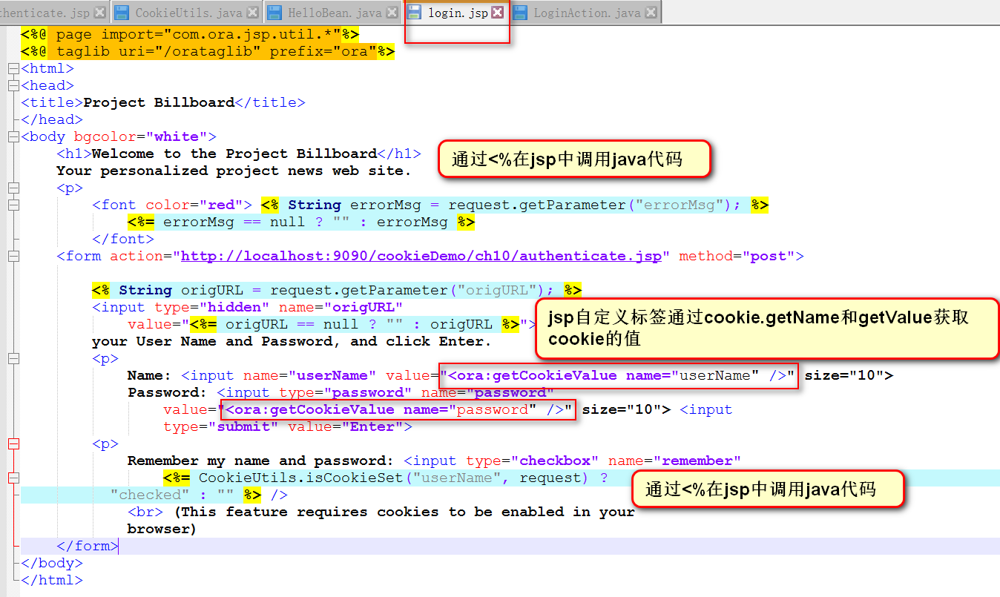 thenticate.jsp CookieUtils.java HelloBean.java login.jsp LoginAction.java
<%@ page import="com.ora.jsp.util.*"%>
<%@ taglib uri="/orataglib" prefix="ora"%>
<html>
<head>
<title>Project Billboard</title>
</head>
<body bgcolor="white">
<h1>Welcome to the Project Billboard</h1>
通过<%在jsp中调用java代码
Your personalized project news web site.
<p>
<font color="red"> <% String errorMsg = request.getParameter("errorMsg"); %>
<%= errorMsg == null ? "" : errorMsg %>
</font>
<form action="http://localhost:9090/cookieDemo/ch10/authenticate.jsp" method="post">
<% String origURL = request.getParameter("origURL"); %>
<input type="hidden" name="origURL"
value="<%= origURL == null ? "" : origURL %>">
jsp自定义标签通过cookie.getName和getValue获取
cookie的值
your User Name and Password, and click Enter.
<p>
Name: <input name="userName" value="<ora:getCookieValue name="userName" />" size="10">
Password: <input type="password" name="password"
value="<ora:getCookieValue name="password" />" size="10"> <input
type="submit" value="Enter">
<p>
Remember my name and password: <input type="checkbox" name="remember"
<%= CookieUtils.isCookieSet("userName", request) ?
"checked" : "" %> />
通过<%在jsp中调用java代码
<br> (This feature requires cookies to be enabled in your
browser)
</form>
</body>
</html>